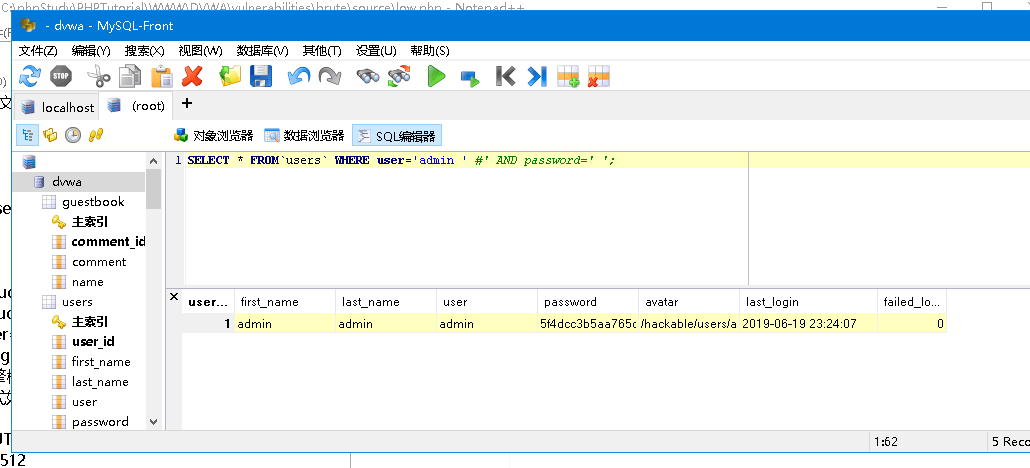 C:\phpStudy\PHPTutorial\WWW\DVWA\vulnerabilities\brute\source\low.php - Notepad++
- dvwa - MySQL-Front
文件(Z) 编辑(Y) 搜索(X) 视图(W) 数据库(V) 其他(T) 设置(U) 帮助(S)
STOP
localhost (root) +
对象浏览器 数据浏览器 SQL编辑器
1 SELECT * FROM`users` WHERE user='admin ' #' AND password=' ';
dvwa
guestbook
主索引
comment_id
comment
name
users
主索引
user_id
first_name
last_name
user
password
user... first_name last_name user password avatar last_login failed_lo...
1 admin admin admin 5f4dcc3b5aa765c /hackable/users/a 2019-06-19 23:24:07 0
1:62 5 Reco
512